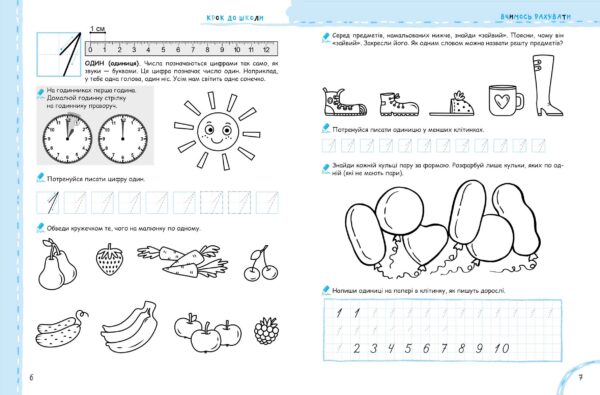 КРОК ДО ШКОЛИ
1 СМ
0 1 2 3 4 5 6 7 8 9 10 11 12
ОДИН (одиниця). Числа позначаються цифрами так само, як
звуки — буквами. Ця цифра позначає число один. Наприклад,
у тебе одна голова, один ніс. Усім нам світить одне сонечко.
На годинниках перша година.
Домалюй годинну стрілку
на годиннику праворуч.
Потренуйся писати цифру один.
Обведи кружечком те, чого на малюнку по одному.
6
ВЧИМОСЬ РАХУВАТИ
Серед предметів, намальованих нижче, знайди «зайвий». Поясни, чому він
«зайвий». Закресли його. Як одним словом можна назвати решту предметів?
Потренуйся писати одиницю у менших клітинках.
Знайди кожній кульці пару за формою. Розфарбуй лише кульки, яких по од-
ній (які не мають пари).
Напиши одиниці на папері в клітинку, як пишуть дорослі.
1 1
1 2 3 4 5 6 7 8 9 10
7